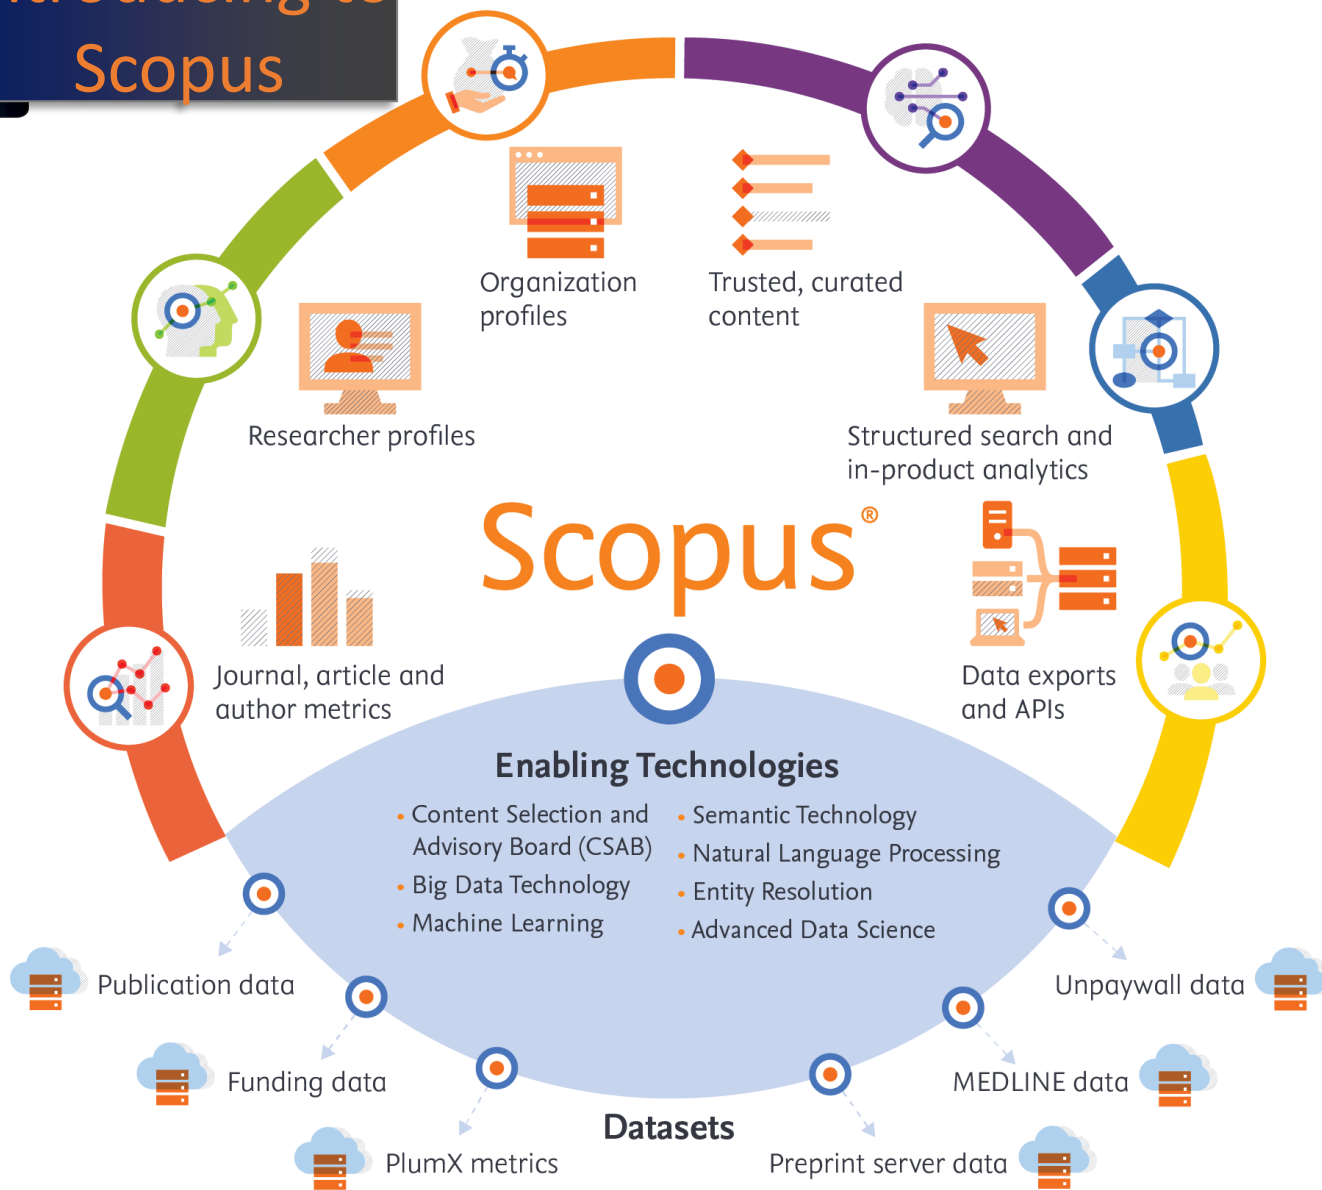 Scopus
Organization
profiles
Trusted, curated
content
Researcher profiles
Structured search and
in-product analytics
Scopus®
Journal, article and
author metrics
Data exports
and APIs
Enabling Technologies
• Content Selection and
Advisory Board (CSAB)
• Big Data Technology
• Machine Learning
• Semantic Technology
• Natural Language Processing
• Entity Resolution
• Advanced Data Science
Publication data
Unpaywall data
Funding data
MEDLINE data
Datasets
PlumX metrics
Preprint server data